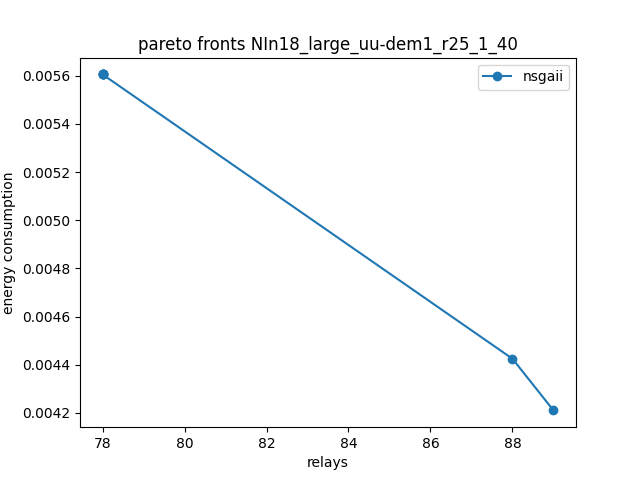 pareto fronts NIn18_large_uu-dem1_r25_1_40
nsgaii
energy consumption
0.0056
0.0054
0.0052
0.0050
0.0048
0.0046
0.0044
0.0042
78 80 82 84 86 88
relays